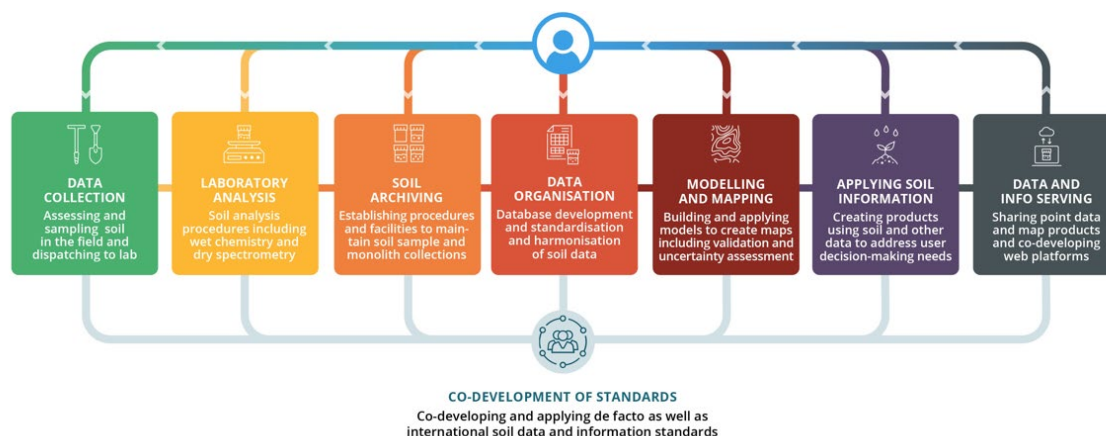 DATA
COLLECTION
Assessing and
sampling soil
in the field and
dispatching to lab
LABORATORY
ANALYSIS
Soil analysis
procedures including
wet chemistry and
dry spectrometry
SOIL
ARCHIVING
Establishing procedures
and facilities to main-
tain soil sample and
monolith collections
DATA
ORGANISATION
Database development
and standardisation
and harmonisation
of soil data
MODELLING
AND MAPPING
Building and applying
models to create maps
including validation and
uncertainty assessment
APPLYING SOIL
INFORMATION
Creating products
using soil and other
data to address user
decision-making needs
DATA AND
INFO SERVING
Sharing point data
and map products
and co-developing
web platforms
CO-DEVELOPMENT OF STANDARDS
Co-developing and applying de facto as well as
international soil data and information standards